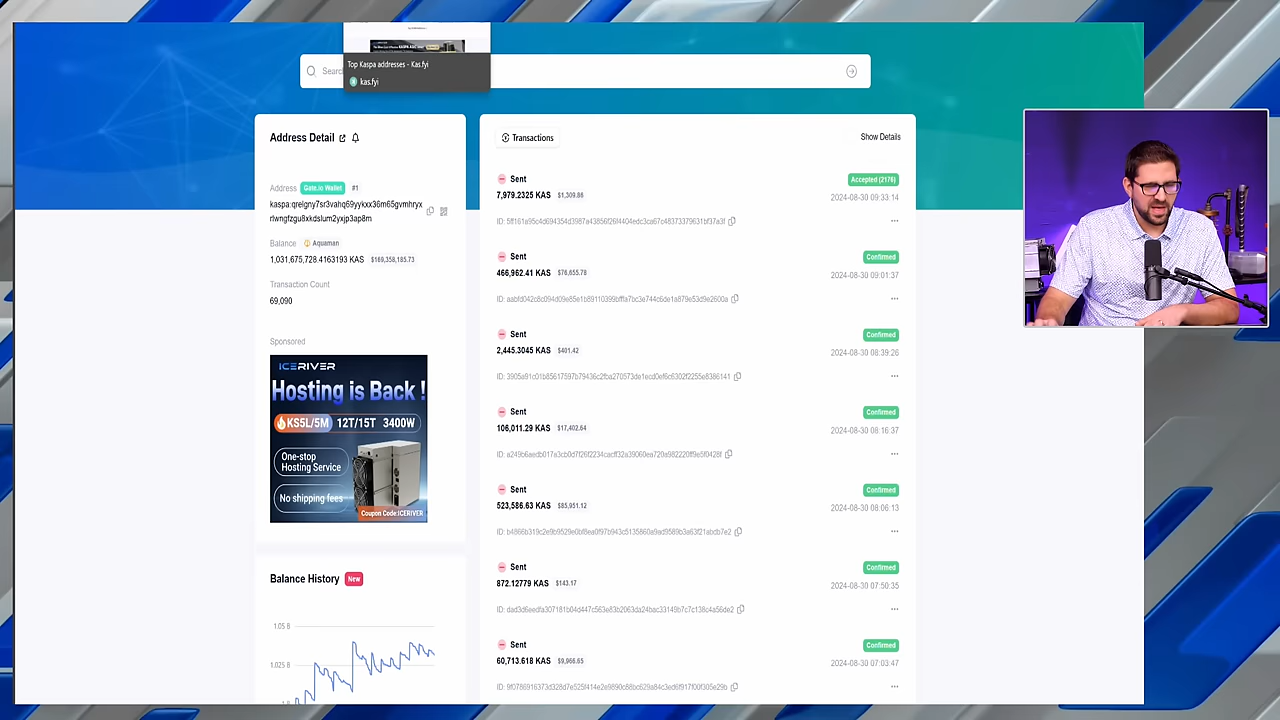 Top Kaspa addresses - Kas.fyi
kas.fyi
Search
Address Detail
Address Gate.io Wallet #1
kaspa:qrelgny7sr3vahq69yykxx36m65gvmhryx
rlwngfzgu8xkdslum2yxjp3ap8m
Balance Aquaman
1,031,675,728.4163193 KAS $169,358,185.73
Transaction Count
69,090
Sponsored
ICERIVER
Hosting is Back !
KS5L/5M 12T/15T 3400W
One-stop
Hosting Service
No shipping fees
Coupon Code:ICERIVER
Balance History New
1.05 B
1.025 B
Transactions Show Details
Sent Accepted (2176)
7,979.2325 KAS $1,309.86 2024-08-30 09:33:14
Sent Confirmed
466,962.41 KAS $76,655.78 2024-08-30 09:01:37
Sent Confirmed
2,445.3045 KAS $401.42 2024-08-30 08:39:26
Sent Confirmed
106,011.29 KAS $17,402.64 2024-08-30 08:16:37
Sent Confirmed
523,586.63 KAS $85,951.12 2024-08-30 08:08:13
Sent Confirmed
872.12779 KAS $143.17 2024-08-30 07:50:35
Sent Confirmed
60,713.618 KAS $9,966.65 2024-08-30 07:03:47